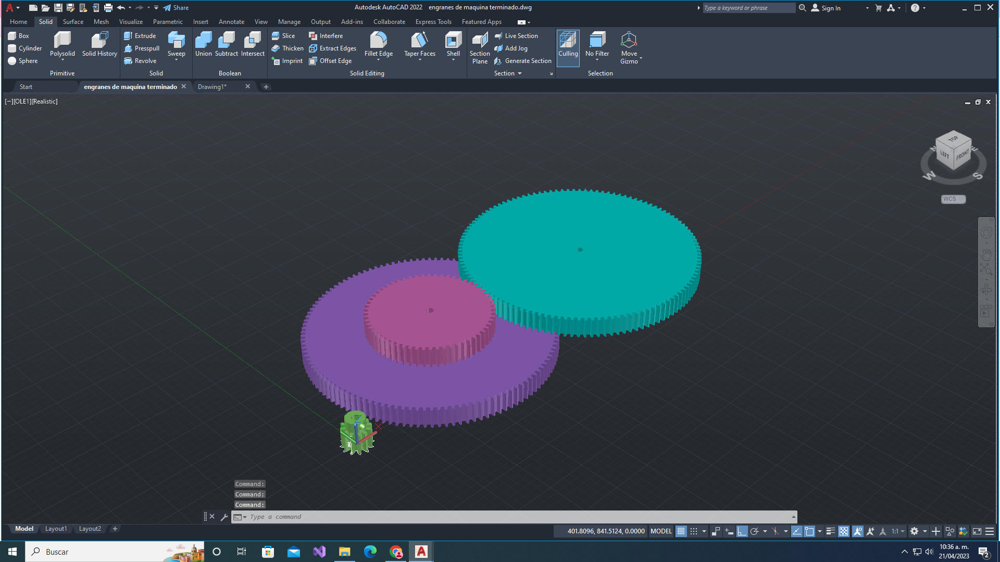 Share
Autodesk AutoCAD 2022 engranes de maquina terminado.dwg
Type a keyword or phrase
Sign In
Home Solid Surface Mesh Visualize Parametric Insert Annotate View Manage Output Add-ins Collaborate Express Tools Featured Apps
Box
Cylinder
Sphere
Polysolid
Solid History
Primitive
Extrude
Presspull
Revolve
Sweep
Solid
Union Subtract Intersect
Boolean
Slice
Thicken
Imprint
Interfere
Extract Edges
Offset Edge
Fillet Edge
Taper Faces
Shell
Solid Editing
Section
Plane
Live Section
Add Jog
Generate Section
Section
Culling
No Filter
Move
Gizmo
Selection
Start
engranes de maquina terminado
Drawing1*
[−][OLE1][Realistic]
TOP
LEFT
FRONT
W
S
WCS
Command:
Command:
Command:
Type a command
Model Layout1 Layout2
401.8096, 841.5124, 0.0000 MODEL
1:1
Buscar
10:36 a. m.
21/04/2023
2